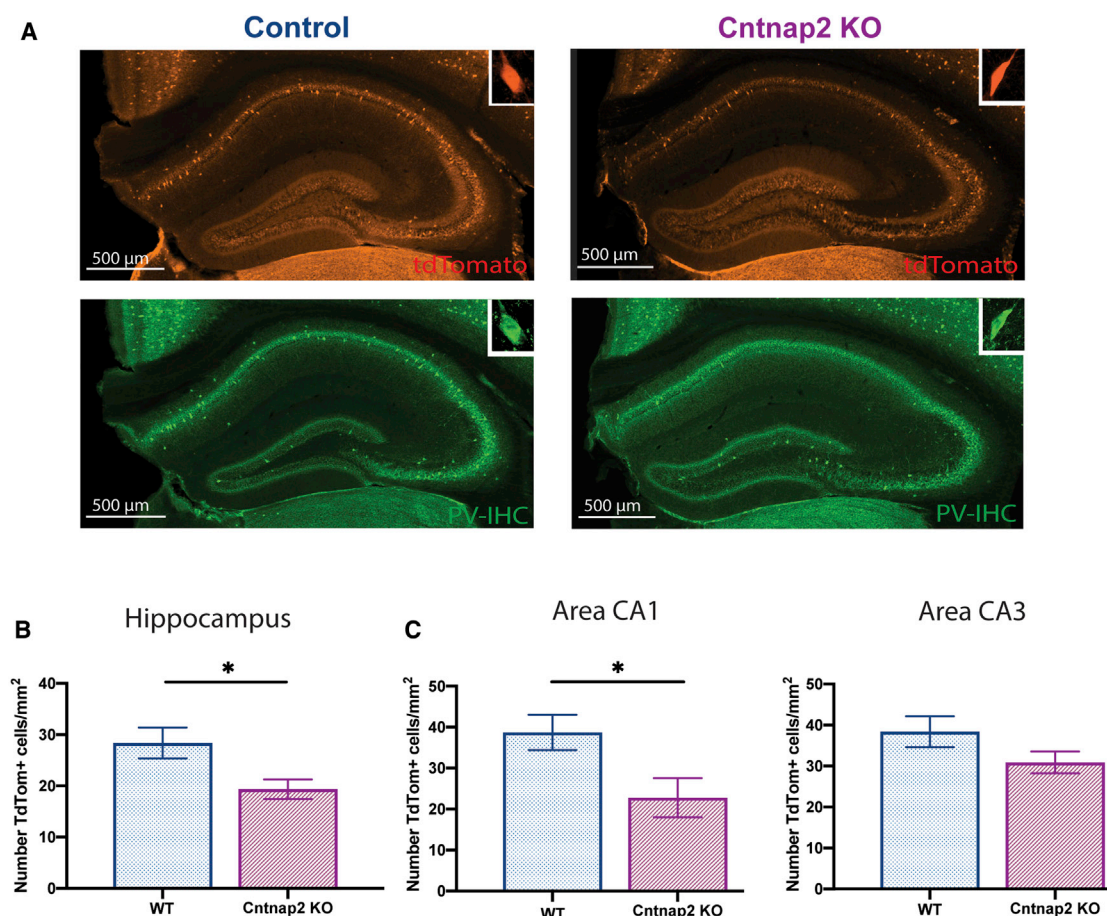 A
Control
Cntnap2 KO
500 µm
tdTomato
500 µm
tdTomato
500 µm
PV-IHC
500 µm
PV-IHC
B
Hippocampus
Number TdTom+ cells/mm²
40
30
20
10
0
*
WT
Cntnap2 KO
C
Area CA1
Number TdTom+ cells/mm²
50
40
30
20
10
0
*
WT
Cntnap2 KO
Area CA3
Number TdTom+ cells/mm²
50
40
30
20
10
0
WT
Cntnap2 KO